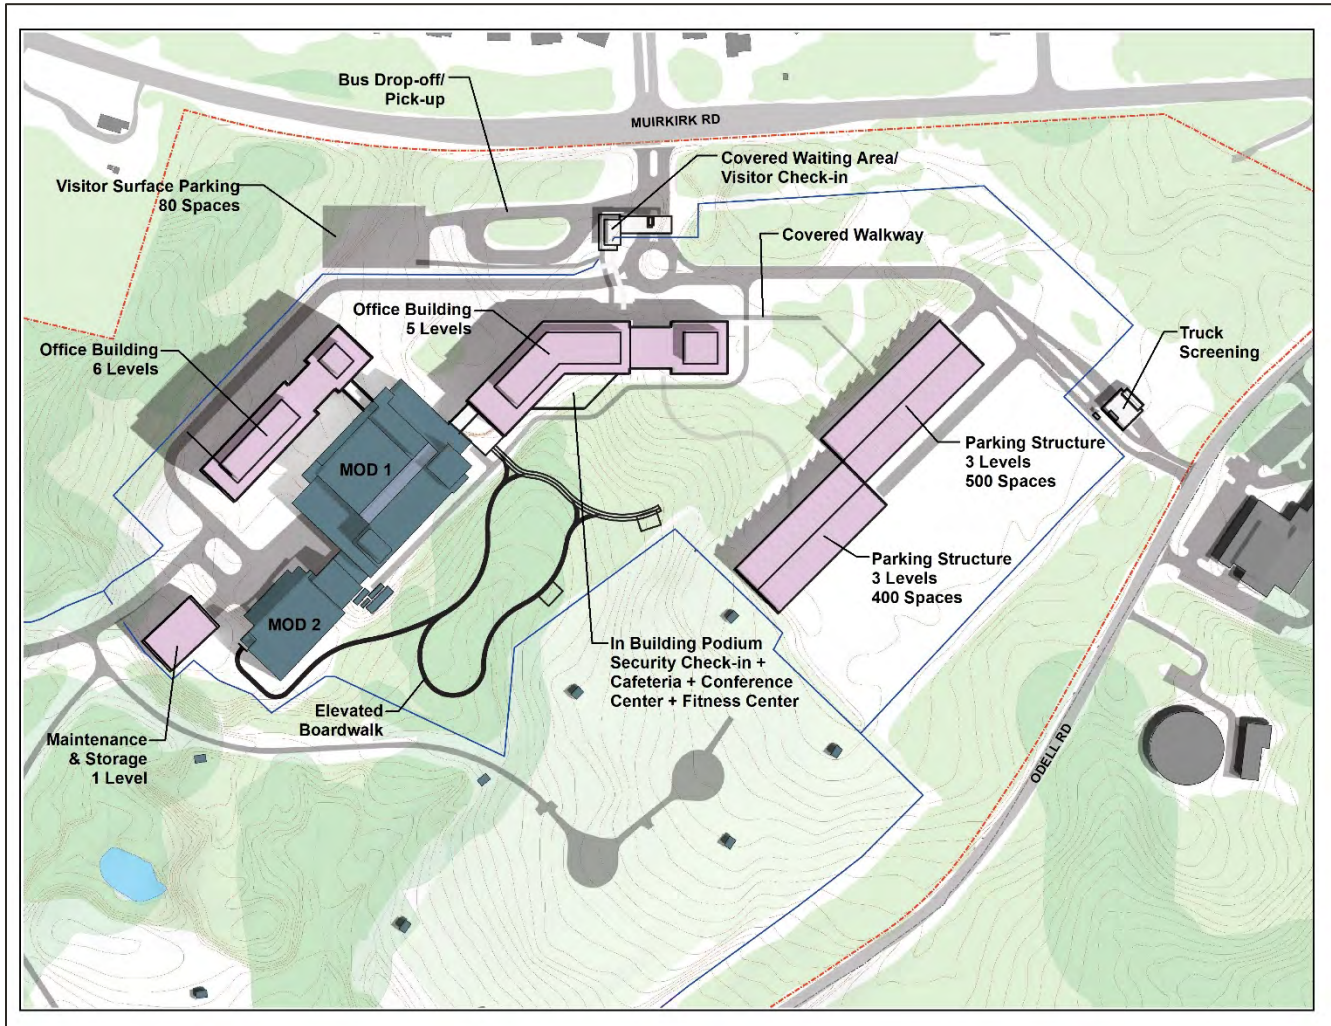 Bus Drop-off/
Pick-up
MUIRKIRK RD
Covered Waiting Area/
Visitor Check-in
Visitor Surface Parking
80 Spaces
Covered Walkway
Office Building
5 Levels
Office Building
6 Levels
Truck
Screening
MOD 1
Parking Structure
3 Levels
500 Spaces
Parking Structure
3 Levels
400 Spaces
MOD 2
In Building Podium
Security Check-in +
Cafeteria + Conference
Center + Fitness Center
Elevated
Boardwalk
Maintenance
& Storage
1 Level
ODELL RD